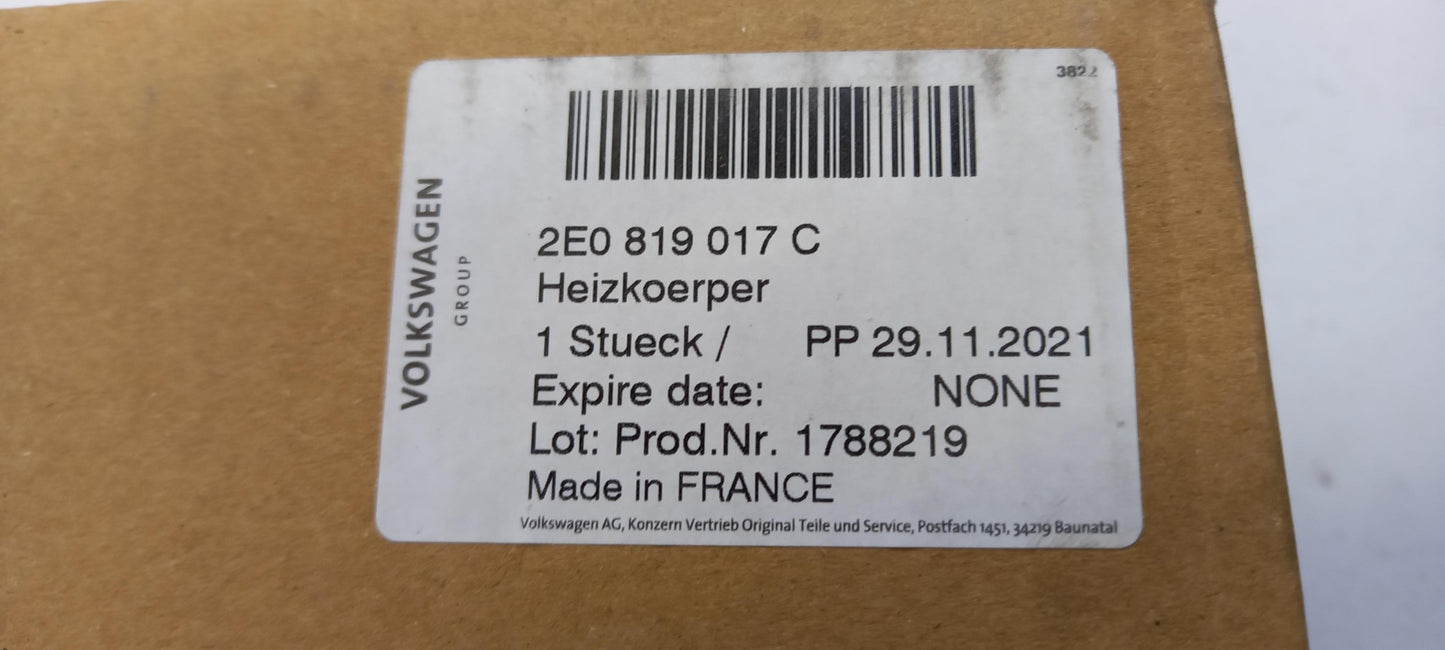 3822
VOLKSWAGEN
GROUP
2E0 819 017 C
Heizkoerper
1 Stueck / PP 29.11.2021
Expire date: NONE
Lot: Prod.Nr. 1788219
Made in FRANCE
Volkswagen AG, Konzern Vertrieb Original Teile und Service, Postfach 1451, 34219 Baunatal